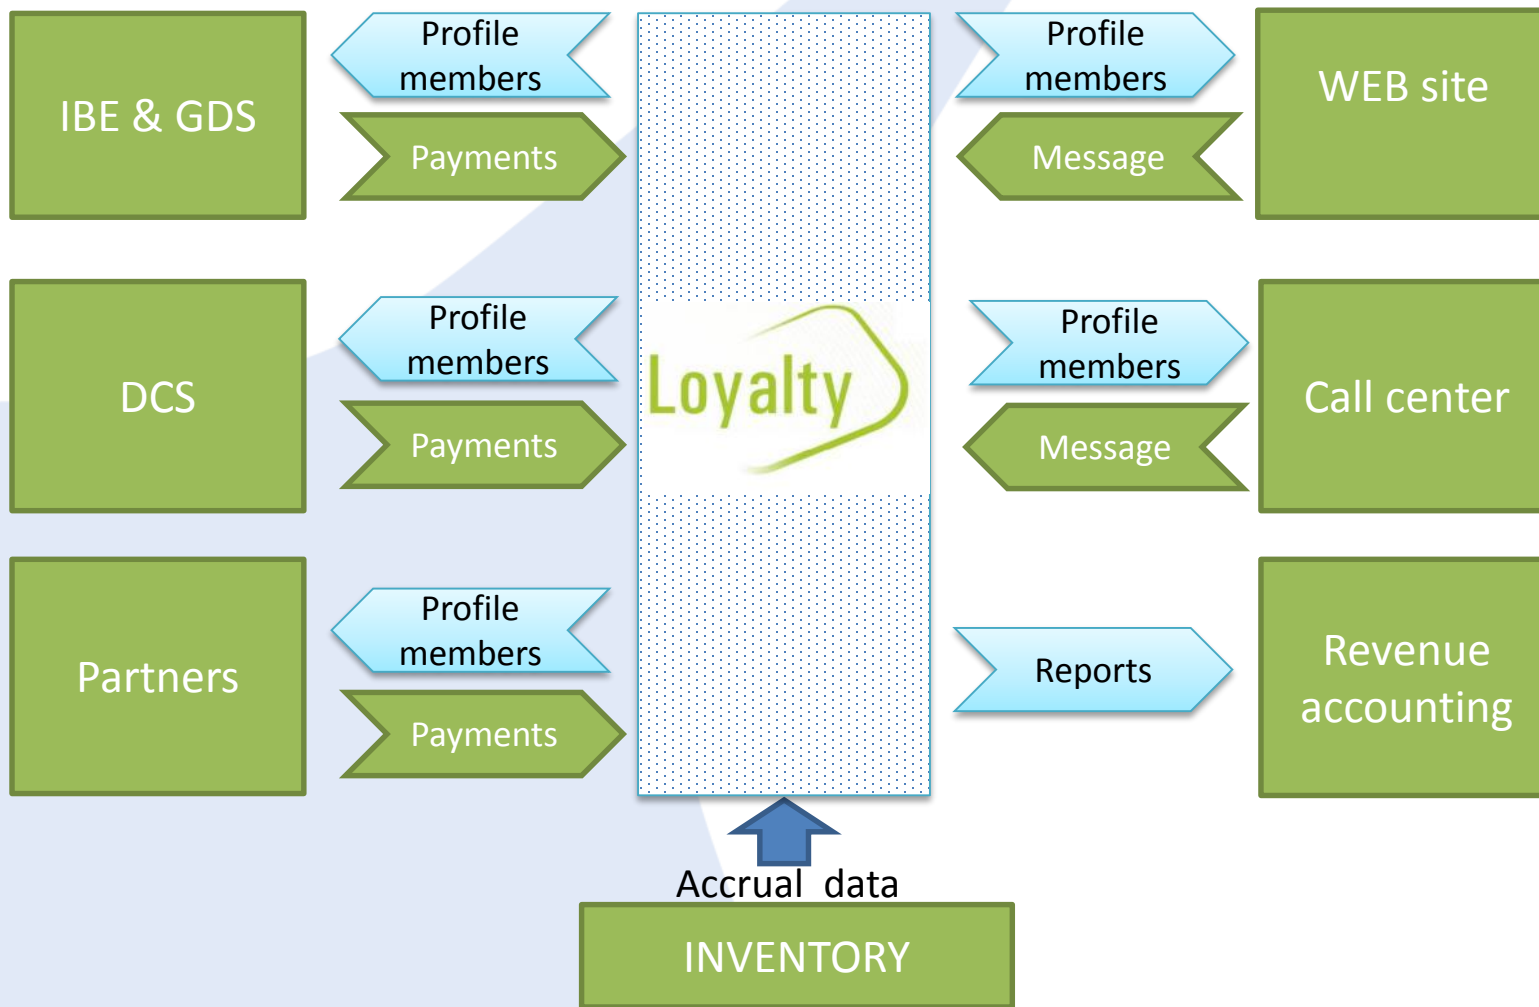 IBE & GDS
Profile
members
Payments
Profile
members
Message
WEB site
DCS
Profile
members
Payments
Loyalty
Profile
members
Message
Call center
Partners
Profile
members
Payments
Reports
Revenue
accounting
Accrual data
INVENTORY